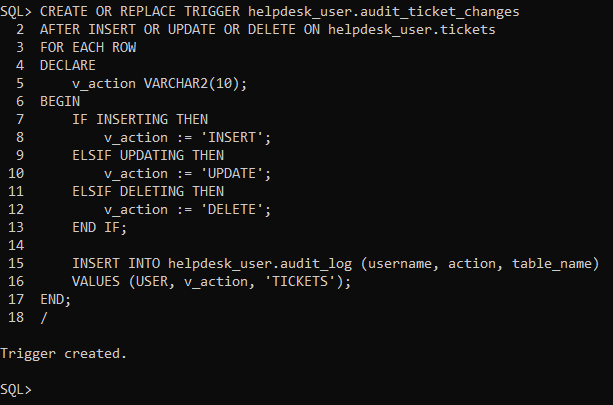 SQL> CREATE OR REPLACE TRIGGER helpdesk_user.audit_ticket_changes
  2  AFTER INSERT OR UPDATE OR DELETE ON helpdesk_user.tickets
  3  FOR EACH ROW
  4  DECLARE
  5      v_action VARCHAR2(10);
  6  BEGIN
  7      IF INSERTING THEN
  8          v_action := 'INSERT';
  9      ELSIF UPDATING THEN
 10          v_action := 'UPDATE';
 11      ELSIF DELETING THEN
 12          v_action := 'DELETE';
 13      END IF;
 14
 15      INSERT INTO helpdesk_user.audit_log (username, action, table_name)
 16      VALUES (USER, v_action, 'TICKETS');
 17  END;
 18  /

Trigger created.

SQL>